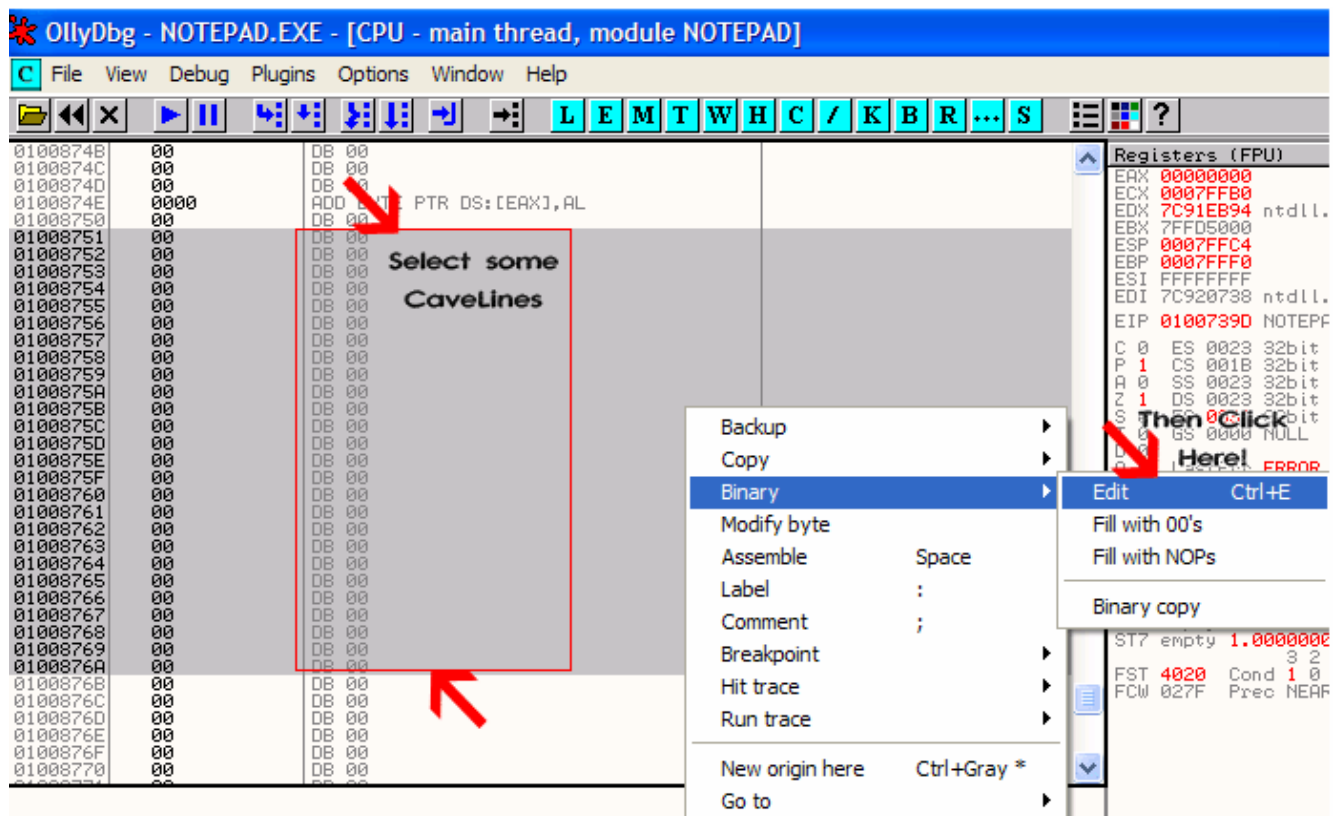 OllyDbg - NOTEPAD.EXE - [CPU - main thread, module NOTEPAD]
C File View Debug Plugins Options Window Help
L E M T W H C / K B R ... S ?
0100874B 00 DB 00
0100874C 00 DB 00
0100874D 00 DB 00
0100874E 0000 ADD BYTE PTR DS:[EAX],AL
01008750 00 DB 00
01008751 00 DB 00
01008752 00 DB 00
01008753 00 DB 00
01008754 00 DB 00
01008755 00 DB 00
01008756 00 DB 00
01008757 00 DB 00
01008758 00 DB 00
01008759 00 DB 00
0100875A 00 DB 00
0100875B 00 DB 00
0100875C 00 DB 00
0100875D 00 DB 00
0100875E 00 DB 00
0100875F 00 DB 00
01008760 00 DB 00
01008761 00 DB 00
01008762 00 DB 00
01008763 00 DB 00
01008764 00 DB 00
01008765 00 DB 00
01008766 00 DB 00
01008767 00 DB 00
01008768 00 DB 00
01008769 00 DB 00
0100876A 00 DB 00
0100876B 00 DB 00
0100876C 00 DB 00
0100876D 00 DB 00
0100876E 00 DB 00
0100876F 00 DB 00
01008770 00 DB 00
Select some
CaveLines
Backup
Copy
Binary
Modify byte
Assemble Space
Label :
Comment ;
Breakpoint
Hit trace
Run trace
New origin here Ctrl+Gray *
Go to
Then Click
Here!
Edit Ctrl+E
Fill with 00's
Fill with NOPs
Binary copy
Registers (FPU)
EAX 00000000
ECX 0007FFB0
EDX 7C91EB94 ntdll.
EBX 7FFD5000
ESP 0007FFC4
EBP 0007FFF0
ESI FFFFFFFF
EDI 7C920738 ntdll.
EIP 0100739D NOTEPA
C 0 ES 0023 32bit
P 1 CS 001B 32bit
A 0 SS 0023 32bit
Z 1 DS 0023 32bit
S
GS 0000 NULL
ERROR
ST7 empty 1.0000000
3 2
FST 4020 Cond 1 0
FCW 027F Prec NEAR